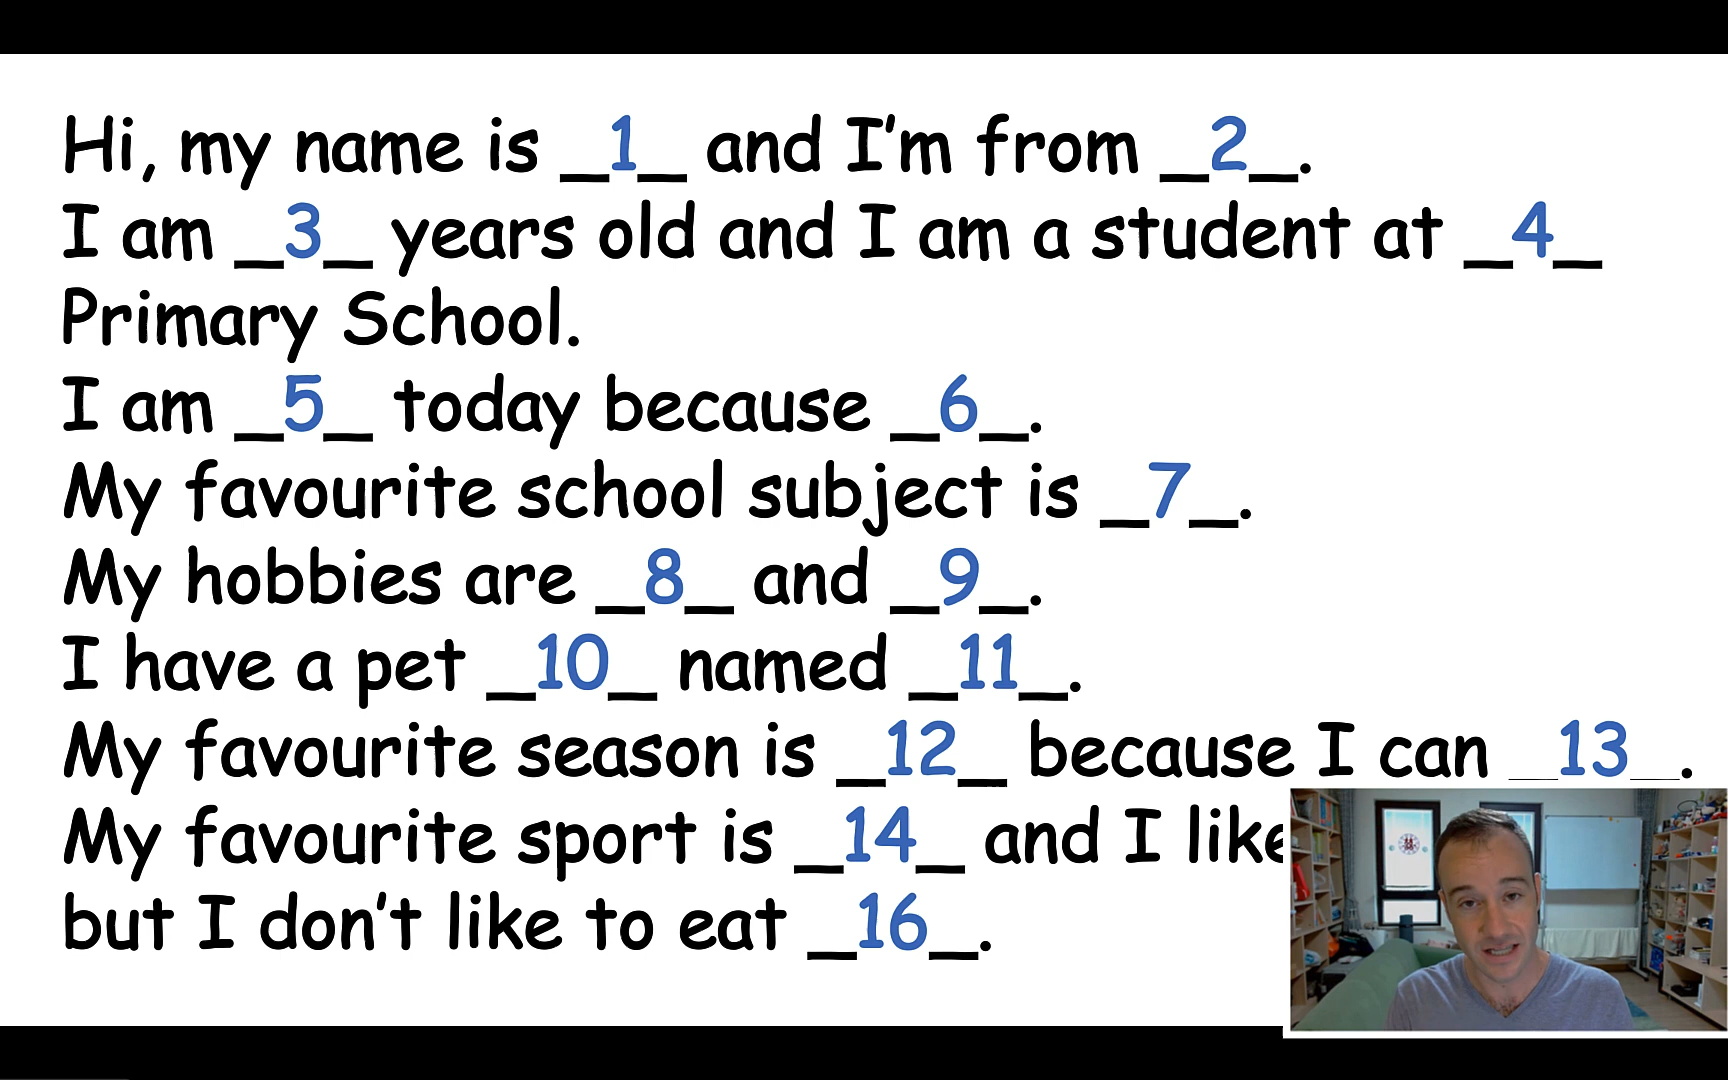 Hi, my name is _1_ and I'm from _2_.
I am _3_ years old and I am a student at _4_
Primary School.
I am _5_ today because _6_.
My favourite school subject is _7_.
My hobbies are _8_ and _9_.
I have a pet _10_ named _11_.
My favourite season is _12_ because I can _13_.
My favourite sport is _14_ and I like
but I don't like to eat _16_.